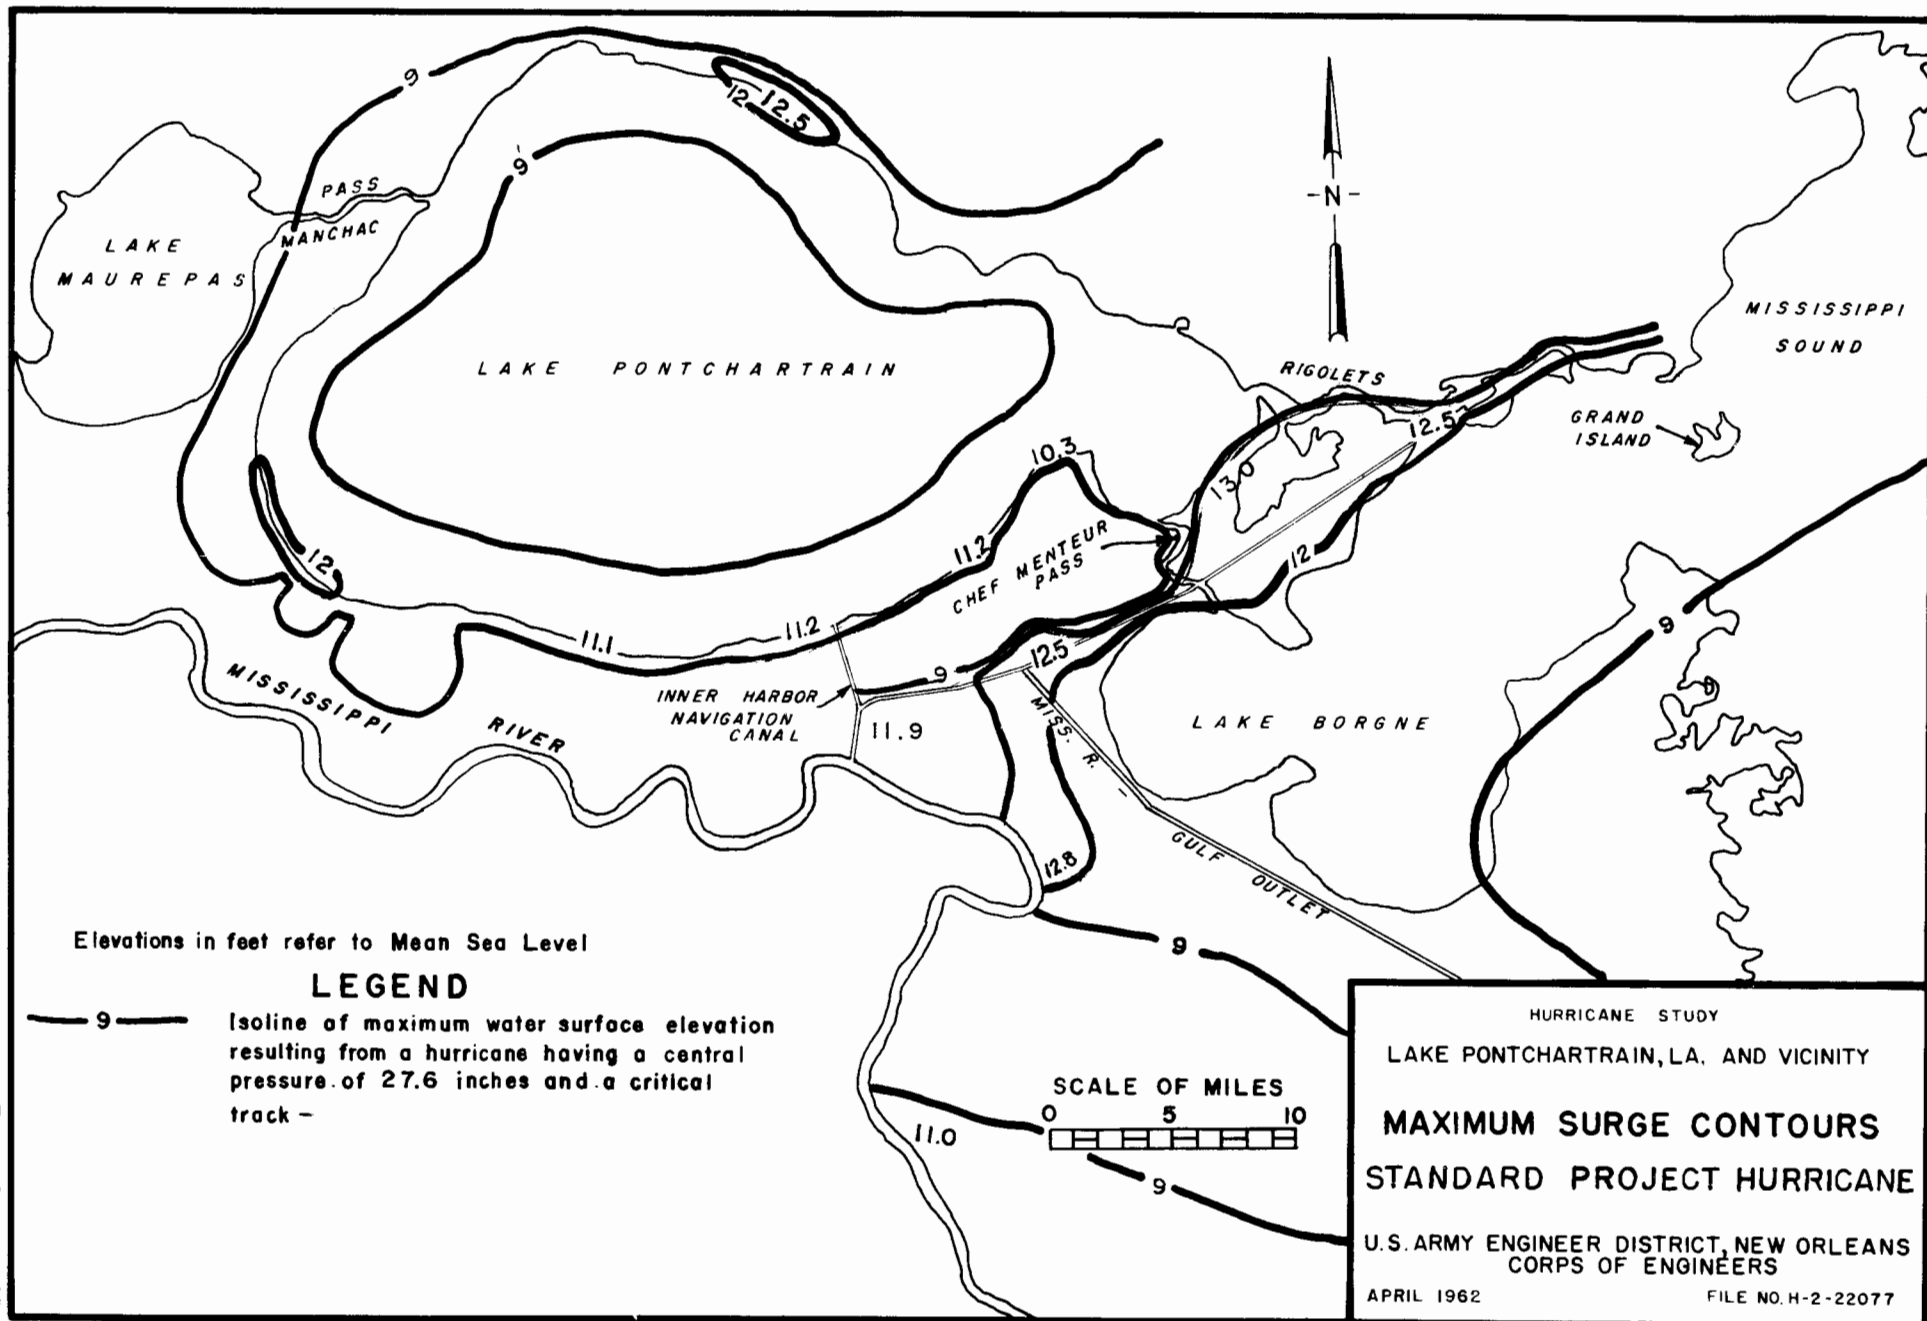 9
12
12.5
9
PASS
MANCHAC
LAKE
MAUREPAS
-N-
MISSISSIPPI
SOUND
LAKE PONTCHARTRAIN
RIGOLETS
GRAND
ISLAND
12.5
10.3
13.0
11.2
CHEF MENTEUR
PASS
12
12
9
11.1
11.2
12.5
9
MISSISSIPPI
RIVER
INNER HARBOR
NAVIGATION
CANAL
11.9
MISS. R. -
GULF
OUTLET
LAKE BORGNE
12.8
9
Elevations in feet refer to Mean Sea Level
LEGEND
9
Isoline of maximum water surface elevation
resulting from a hurricane having a central
pressure of 27.6 inches and a critical
track -
SCALE OF MILES
0 5 10
11.0
9
HURRICANE STUDY
LAKE PONTCHARTRAIN, LA. AND VICINITY
MAXIMUM SURGE CONTOURS
STANDARD PROJECT HURRICANE
U.S. ARMY ENGINEER DISTRICT, NEW ORLEANS
CORPS OF ENGINEERS
APRIL 1962
FILE NO. H-2-22077